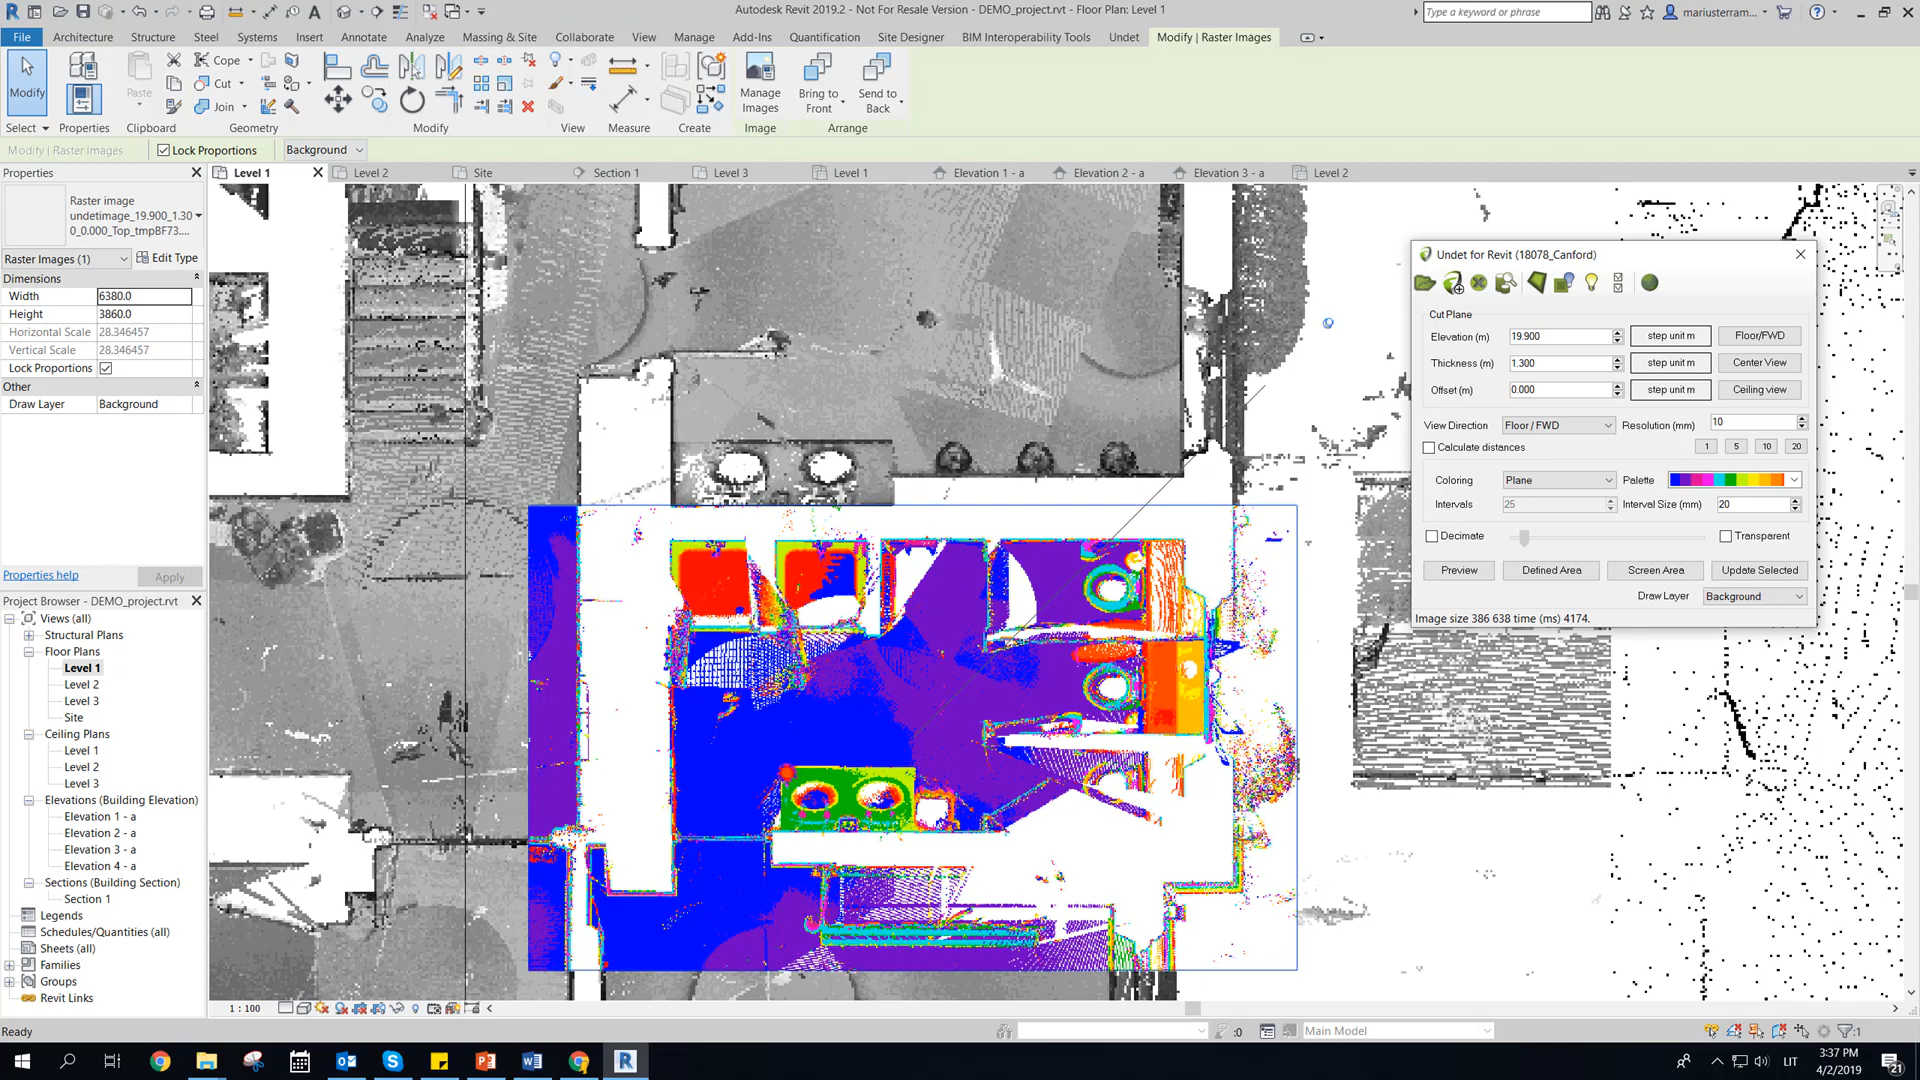 Autodesk Revit 2019.2 - Not For Resale Version - DEMO_project.rvt - Floor Plan: Level 1
Type a keyword or phrase
mariusterram...
File
Architecture
Structure
Steel
Systems
Insert
Annotate
Analyze
Massing & Site
Collaborate
View
Manage
Add-Ins
Quantification
Site Designer
BIM Interoperability Tools
Undet
Modify | Raster Images
Modify
Paste
Cope
Cut
Join
Manage Images
Bring to Front
Send to Back
Select
Properties
Clipboard
Geometry
Modify
View
Measure
Create
Image
Arrange
Modify | Raster Images
Lock Proportions
Background
Properties
Level 1
Level 2
Site
Section 1
Level 3
Level 1
Elevation 1 - a
Elevation 2 - a
Elevation 3 - a
Level 2
Raster image
undetimage_19.900_1.30
0_0.000_Top_tmpBF73....
Raster Images (1)
Edit Type
Dimensions
Width 6380.0
Height 3860.0
Horizontal Scale 28.346457
Vertical Scale 28.346457
Lock Proportions
Other
Draw Layer Background
Properties help
Apply
Project Browser - DEMO_project.rvt
Views (all)
Structural Plans
Floor Plans
Level 1
Level 2
Level 3
Site
Ceiling Plans
Level 1
Level 2
Level 3
Elevations (Building Elevation)
Elevation 1 - a
Elevation 2 - a
Elevation 3 - a
Elevation 4 - a
Sections (Building Section)
Section 1
Legends
Schedules/Quantities (all)
Sheets (all)
Families
Groups
Revit Links
Undet for Revit (18078_Canford)
Cut Plane
Elevation (m) 19.900 step unit m Floor/FWD
Thickness (m) 1.300 step unit m Center View
Offset (m) 0.000 step unit m Ceiling view
View Direction Floor / FWD Resolution (mm) 10
Calculate distances 1 5 10 20
Coloring Plane Palette
Intervals 25 Interval Size (mm) 20
Decimate Transparent
Preview Defined Area Screen Area Update Selected
Draw Layer Background
Image size 386 638 time (ms) 4174.
1 : 100
Ready
:0
Main Model
:1
LIT
3:37 PM
4/2/2019
21